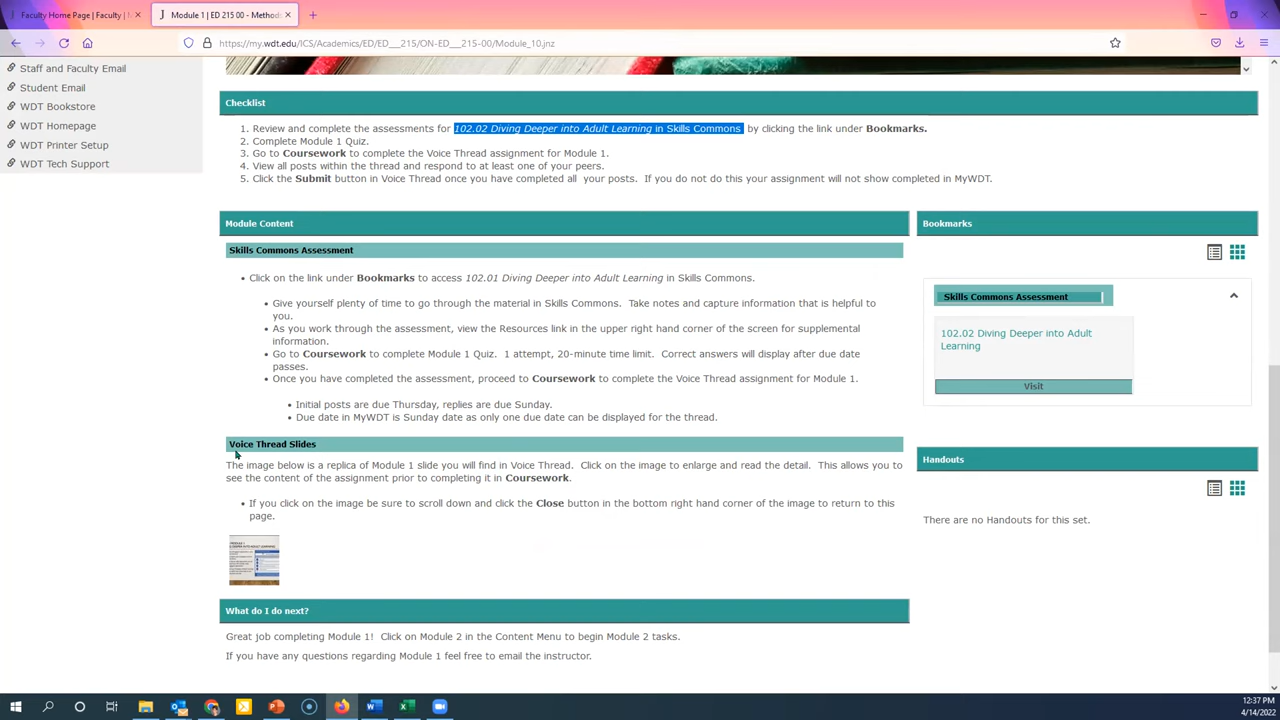 Faculty Home Page | Faculty | M
Module 1 | ED 215 00 - Methods
https://my.wdt.edu/ICS/Academics/ED/ED__215/ON-ED__215-00/Module_10.jnz
Staff and Faculty Email
Student Email
WDT Bookstore
WDT Homepage
WDT Printer Setup
WDT Tech Support
Checklist
1. Review and complete the assessments for 102.02 Diving Deeper into Adult Learning in Skills Commons by clicking the link under Bookmarks.
2. Complete Module 1 Quiz.
3. Go to Coursework to complete the Voice Thread assignment for Module 1.
4. View all posts within the thread and respond to at least one of your peers.
5. Click the Submit button in Voice Thread once you have completed all your posts. If you do not do this your assignment will not show completed in MyWDT.
Module Content
Skills Commons Assessment
Click on the link under Bookmarks to access 102.01 Diving Deeper into Adult Learning in Skills Commons.
Give yourself plenty of time to go through the material in Skills Commons. Take notes and capture information that is helpful to
you.
As you work through the assessment, view the Resources link in the upper right hand corner of the screen for supplemental
information.
Go to Coursework to complete Module 1 Quiz. 1 attempt, 20-minute time limit. Correct answers will display after due date
passes.
Once you have completed the assessment, proceed to Coursework to complete the Voice Thread assignment for Module 1.
Initial posts are due Thursday, replies are due Sunday.
Due date in MyWDT is Sunday date as only one due date can be displayed for the thread.
Voice Thread Slides
The image below is a replica of Module 1 slide you will find in Voice Thread. Click on the image to enlarge and read the detail. This allows you to
see the content of the assignment prior to completing it in Coursework.
If you click on the image be sure to scroll down and click the Close button in the bottom right hand corner of the image to return to this
page.
What do I do next?
Great job completing Module 1! Click on Module 2 in the Content Menu to begin Module 2 tasks.
If you have any questions regarding Module 1 feel free to email the instructor.
Bookmarks
Skills Commons Assessment
102.02 Diving Deeper into Adult
Learning
Visit
Handouts
There are no Handouts for this set.
12:37 PM
4/14/2022